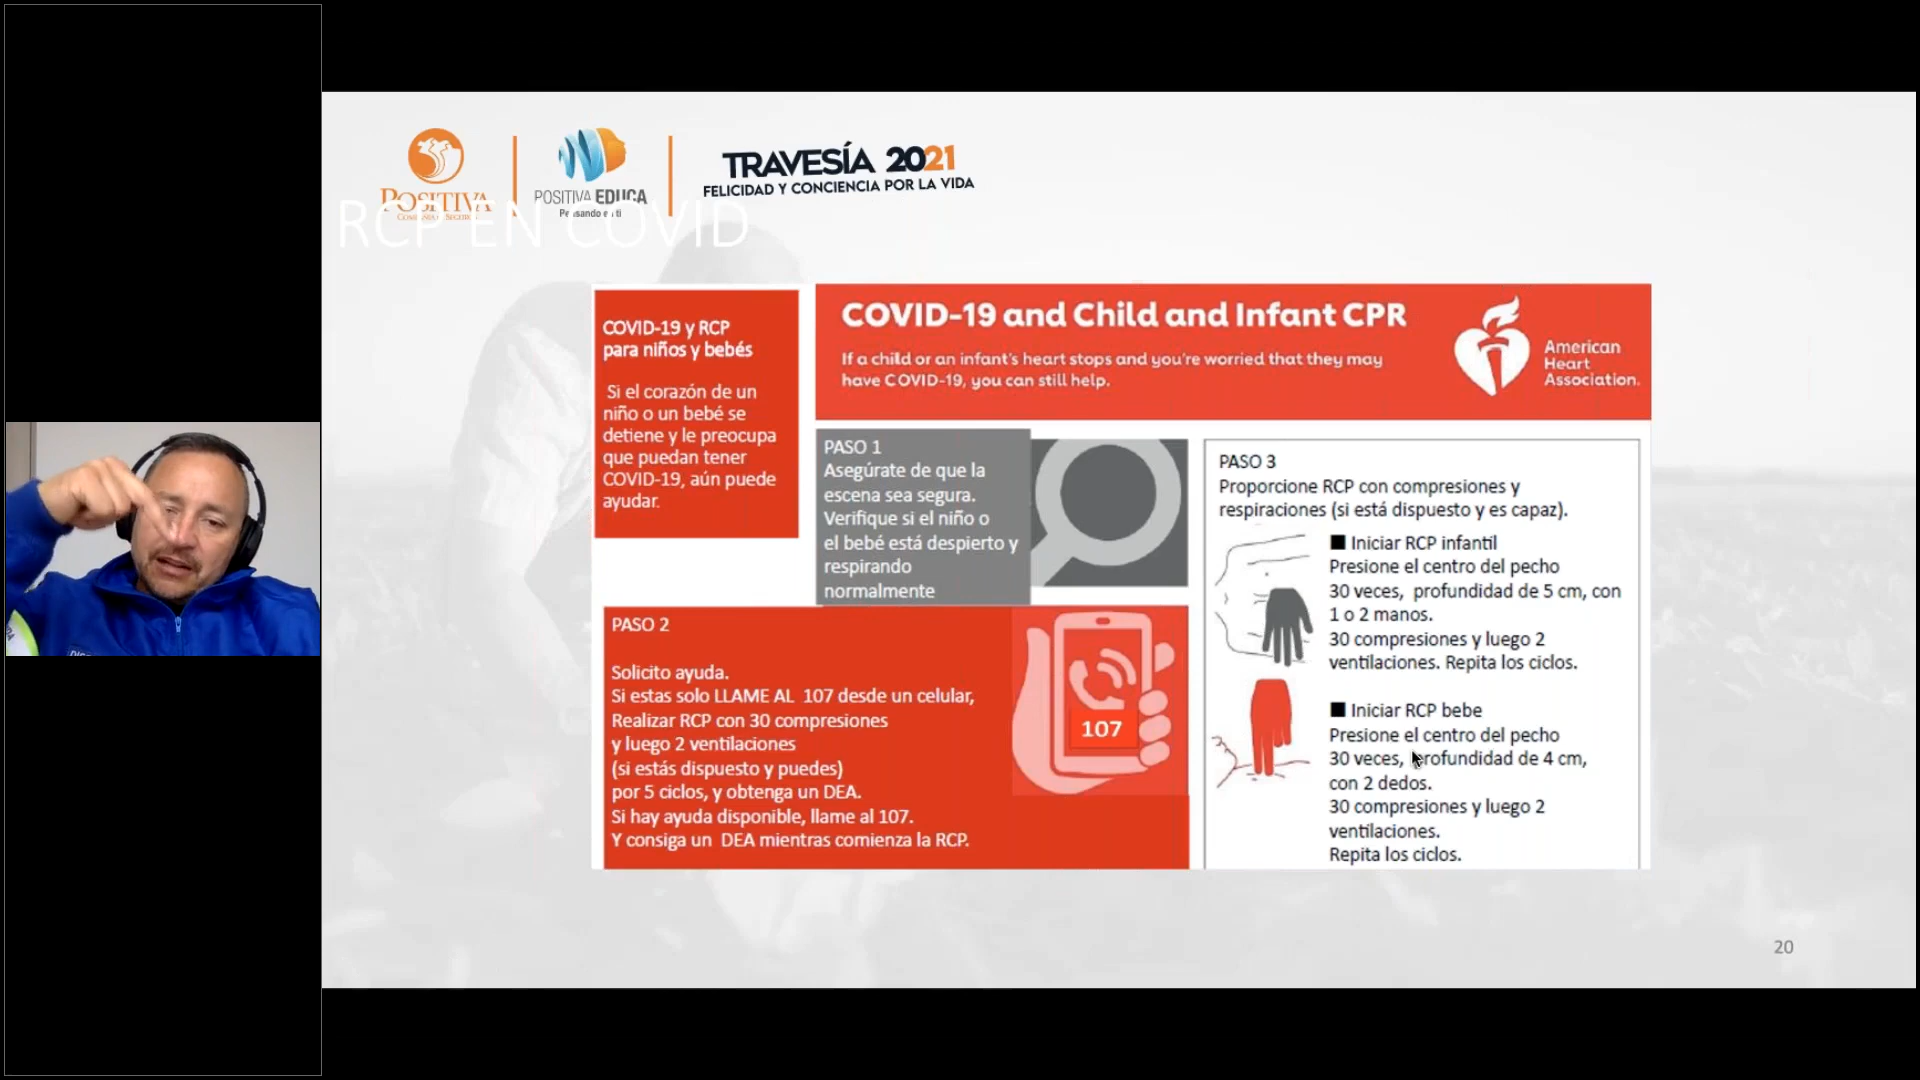 POSITIVA
COMPAÑÍA DE SEGUROS
POSITIVA EDUCA
Pensando en ti
TRAVESÍA 2021
FELICIDAD Y CONCIENCIA POR LA VIDA
RCP EN COVID
COVID-19 y RCP
para niños y bebés
Si el corazón de un
niño o un bebé se
detiene y le preocupa
que puedan tener
COVID-19, aún puede
ayudar.
COVID-19 and Child and Infant CPR
If a child or an infant's heart stops and you're worried that they may
have COVID-19, you can still help.
American
Heart
Association.
PASO 1
Asegúrate de que la
escena sea segura.
Verifique si el niño o
el bebé está despierto y
respirando
normalmente
PASO 2
Solicito ayuda.
Si estas solo LLAME AL 107 desde un celular,
Realizar RCP con 30 compresiones
y luego 2 ventilaciones
(si estás dispuesto y puedes)
por 5 ciclos, y obtenga un DEA.
Si hay ayuda disponible, llame al 107.
Y consiga un DEA mientras comienza la RCP.
107
PASO 3
Proporcione RCP con compresiones y
respiraciones (si está dispuesto y es capaz).
■ Iniciar RCP infantil
Presione el centro del pecho
30 veces, profundidad de 5 cm, con
1 o 2 manos.
30 compresiones y luego 2
ventilaciones. Repita los ciclos.
■ Iniciar RCP bebe
Presione el centro del pecho
30 veces, profundidad de 4 cm,
con 2 dedos.
30 compresiones y luego 2
ventilaciones.
Repita los ciclos.
20